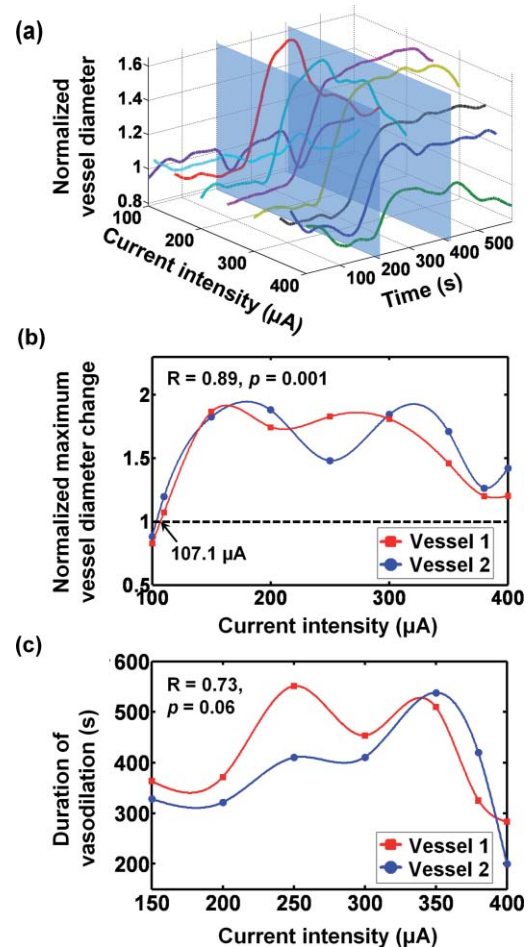 (a)
Normalized
vessel diameter
1.6
1.4
1.2
1
0.8
100
200
300
400
Current intensity (µA)
100 200 300 400 500
Time (s)
(b)
Normalized maximum
vessel diameter change
2
1.5
1
0.5
R = 0.89, p = 0.001
107.1 µA
Vessel 1
Vessel 2
100 200 300 400
Current intensity (µA)
(c)
Duration of
vasodilation (s)
600
500
400
300
200
R = 0.73,
p = 0.06
Vessel 1
Vessel 2
150 200 250 300 350 400
Current intensity (µA)